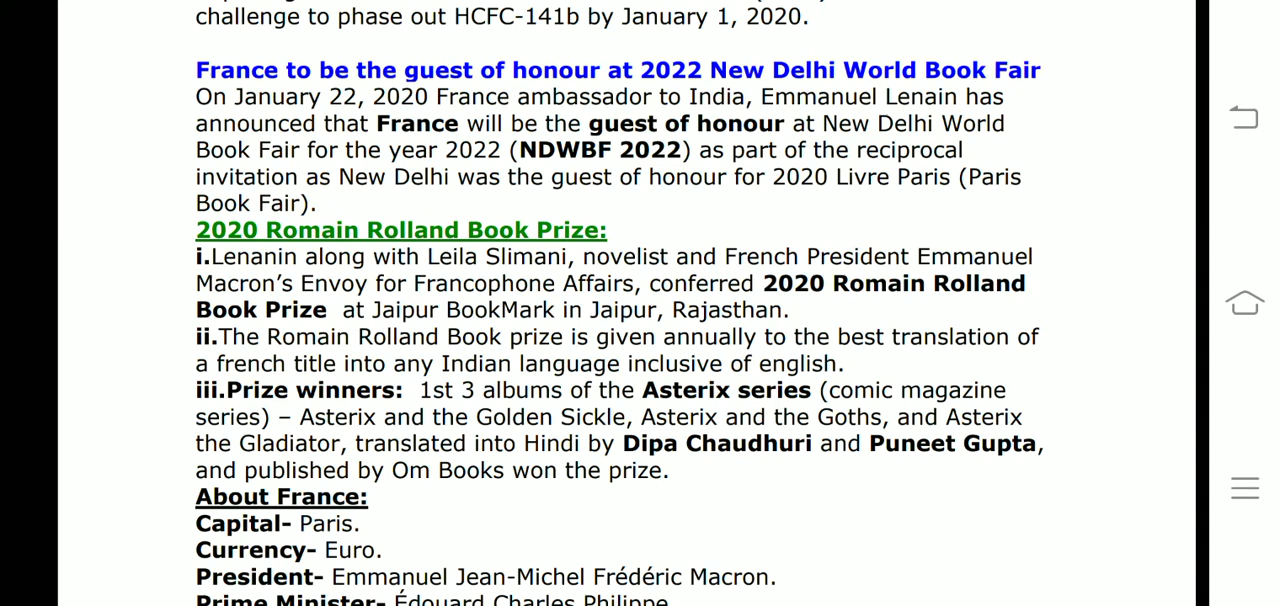 challenge to phase out HCFC-141b by January 1, 2020.
France to be the guest of honour at 2022 New Delhi World Book Fair
On January 22, 2020 France ambassador to India, Emmanuel Lenain has
announced that France will be the guest of honour at New Delhi World
Book Fair for the year 2022 (NDWBF 2022) as part of the reciprocal
invitation as New Delhi was the guest of honour for 2020 Livre Paris (Paris
Book Fair).
2020 Romain Rolland Book Prize:
i.Lenanin along with Leila Slimani, novelist and French President Emmanuel
Macron’s Envoy for Francophone Affairs, conferred 2020 Romain Rolland
Book Prize at Jaipur BookMark in Jaipur, Rajasthan.
ii.The Romain Rolland Book prize is given annually to the best translation of
a french title into any Indian language inclusive of english.
iii.Prize winners: 1st 3 albums of the Asterix series (comic magazine
series) – Asterix and the Golden Sickle, Asterix and the Goths, and Asterix
the Gladiator, translated into Hindi by Dipa Chaudhuri and Puneet Gupta,
and published by Om Books won the prize.
About France:
Capital- Paris.
Currency- Euro.
President- Emmanuel Jean-Michel Frédéric Macron.
Prime Minister- Édouard Charles Philippe